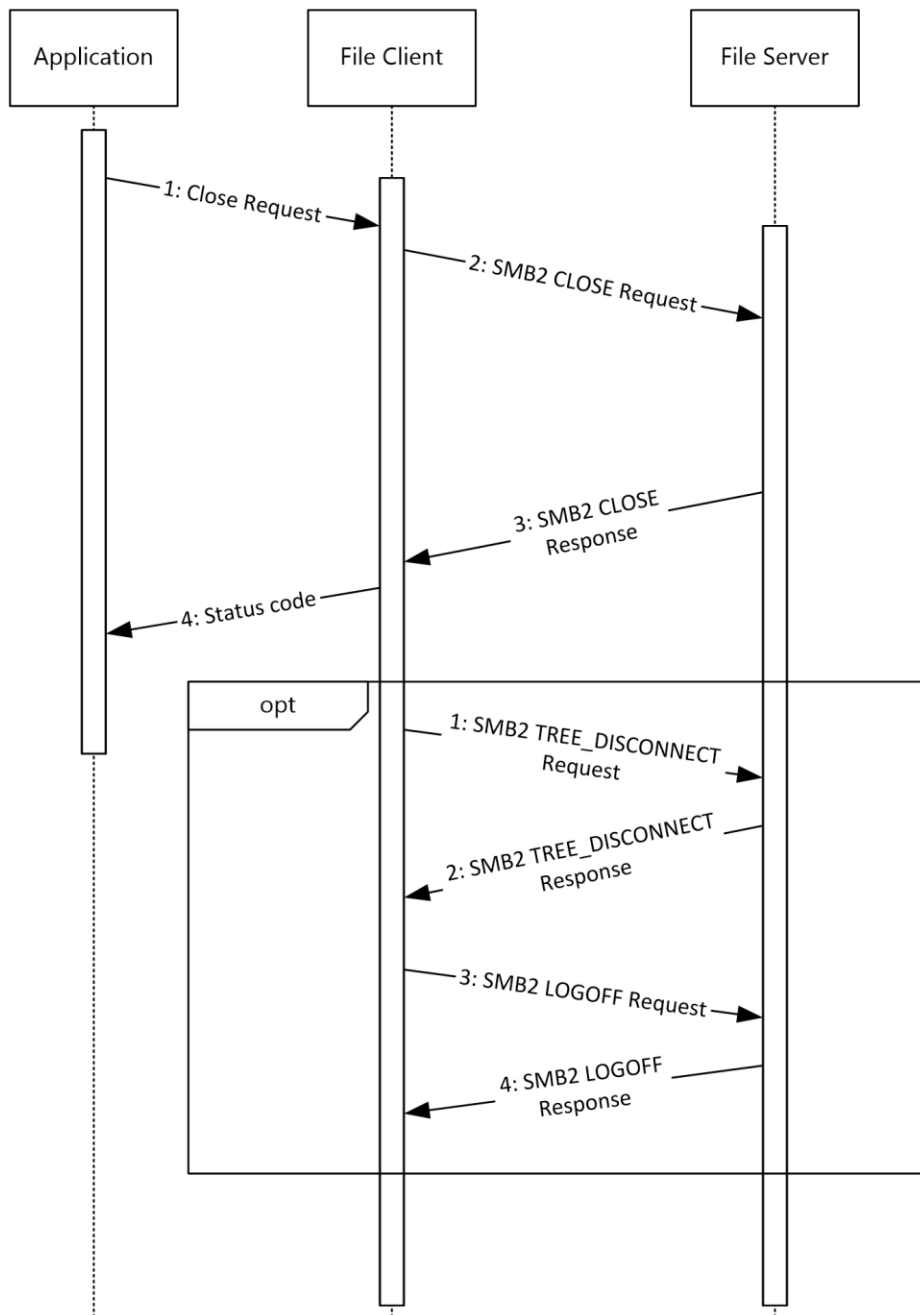 Application
File Client
File Server
1: Close Request
2: SMB2 CLOSE Request
3: SMB2 CLOSE
Response
4: Status code
opt
1: SMB2 TREE_DISCONNECT
Request
2: SMB2 TREE_DISCONNECT
Response
3: SMB2 LOGOFF Request
4: SMB2 LOGOFF
Response